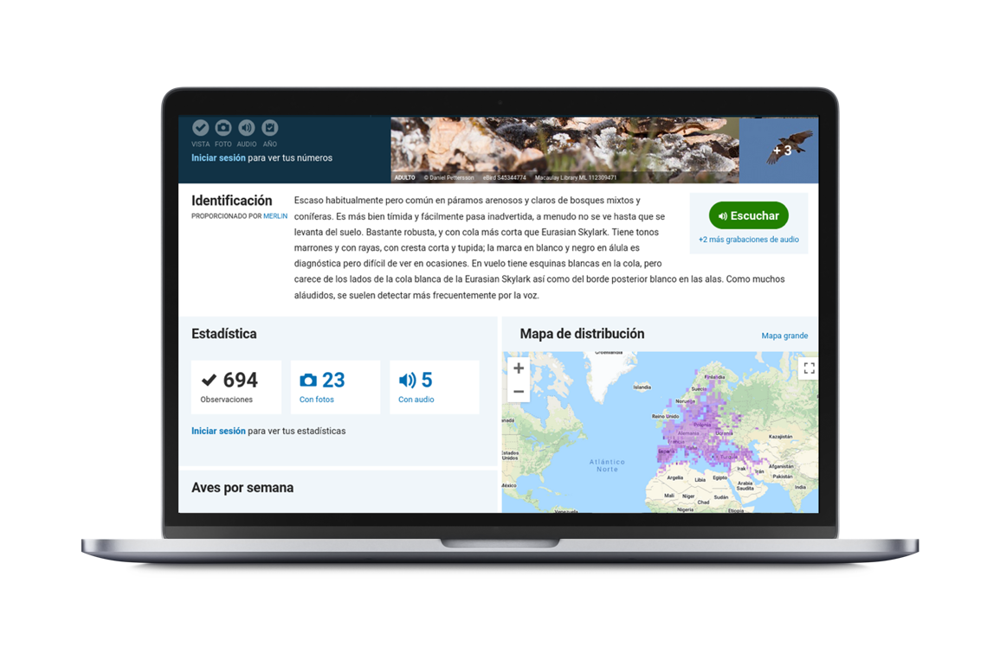 VISTA FOTO AUDIO AÑO
Iniciar sesión para ver tus números
+ 3
ADULTO © Daniel Pettersson eBird S45344774 Macaulay Library ML 112309471
Identificación
PROPORCIONADO POR MERLIN
Escaso habitualmente pero común en páramos arenosos y claros de bosques mixtos y
coníferas. Es más bien tímida y fácilmente pasa inadvertida, a menudo no se ve hasta que se
levanta del suelo. Bastante robusta, y con cola más corta que Eurasian Skylark. Tiene tonos
marrones y con rayas, con cresta corta y tupida; la marca en blanco y negro en álula es
diagnóstica pero difícil de ver en ocasiones. En vuelo tiene esquinas blancas en la cola, pero
carece de los lados de la cola blanca de la Eurasian Skylark así como del borde posterior blanco en las alas. Como muchos
aláudidos, se suelen detectar más frecuentemente por la voz.
Escuchar
+2 más grabaciones de audio
Estadística
694
Observaciones
23
Con fotos
5
Con audio
Iniciar sesión para ver tus estadísticas
Aves por semana
Mapa de distribución
Mapa grande
+
−
Groenlandia
Islandia
Finlandia
Suecia
Noruega
Reino Unido
Polonia
Alemania
Ucrania
Francia
Italia
España
Turquía
Kazajistán
nadá
Estados
Unidos
Atlántico
Norte
México
Venezuela
Argelia
Libia
Egipto
Irak
Irán
Afganistán
Pakistán
Arabia
Saudita
India
Malí
Níger
Chad
Sudán
Nigeria
Etiopía